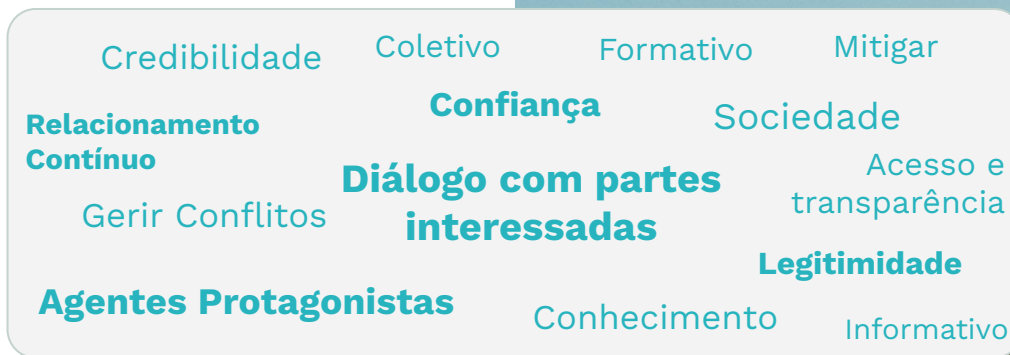 Credibilidade
Coletivo
Formativo
Mitigar
Relacionamento
Contínuo
Confiança
Sociedade
Diálogo com partes
interessadas
Acesso e
transparência
Gerir Conflitos
Legitimidade
Agentes Protagonistas
Conhecimento
Informativo